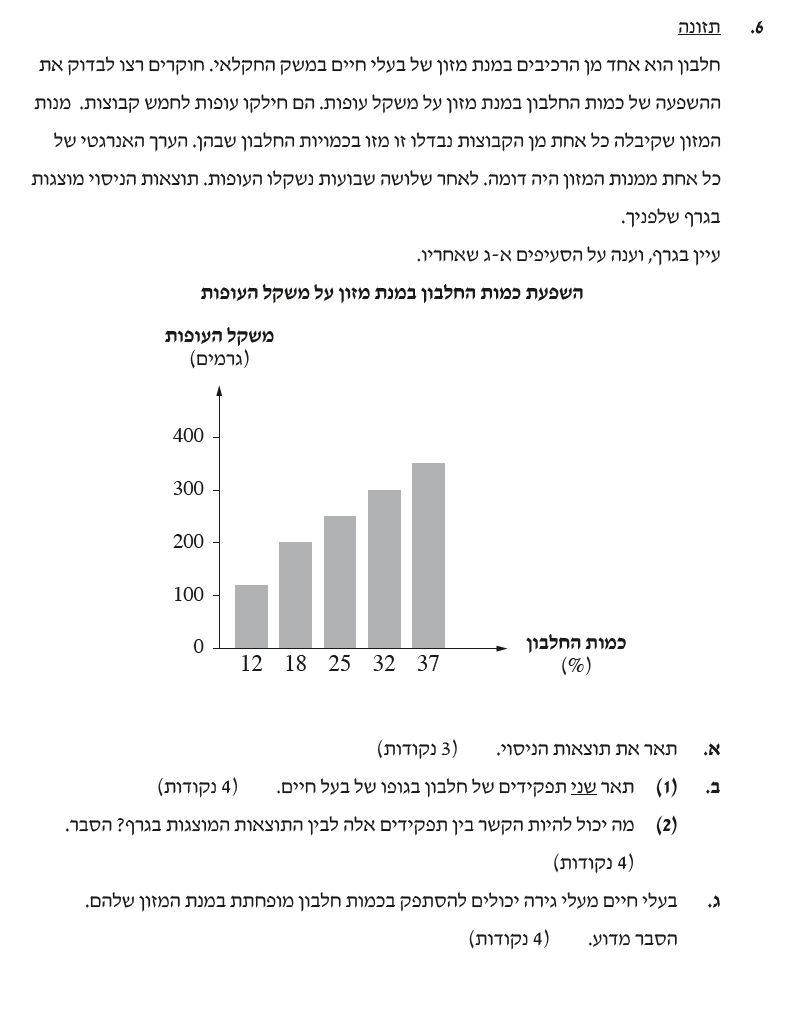 6. תזונה
חלבון הוא אחד מן הרכיבים במנת מזון של בעלי חיים במשק החקלאי. חוקרים רצו לבדוק את
ההשפעה של כמות החלבון במנת מזון על משקל עופות. הם חילקו עופות לחמש קבוצות. מנות
המזון שקיבלה כל אחת מן הקבוצות נבדלו זו מזו בכמויות החלבון שבהן. הערך האנרגטי של
כל אחת ממנות המזון היה דומה. לאחר שלושה שבועות נשקלו העופות. תוצאות הניסוי מוצגות
בגרף שלפניך.
עיין בגרף, וענה על הסעיפים א-ג שאחריו.
השפעת כמות החלבון במנת מזון על משקל העופות
משקל העופות
(גרמים)
400
300
200
100
0
12 18 25 32 37
כמות החלבון
(%)
א. תאר את תוצאות הניסוי. (3 נקודות)
ב. (1) תאר שני תפקידים של חלבון בגופו של בעל חיים. (4 נקודות)
(2) מה יכול להיות הקשר בין תפקידים אלה לבין התוצאות המוצגות בגרף? הסבר.
(4 נקודות)
ג. בעלי חיים מעלי גירה יכולים להסתפק בכמות חלבון מופחתת במנת המזון שלהם.
הסבר מדוע. (4 נקודות)